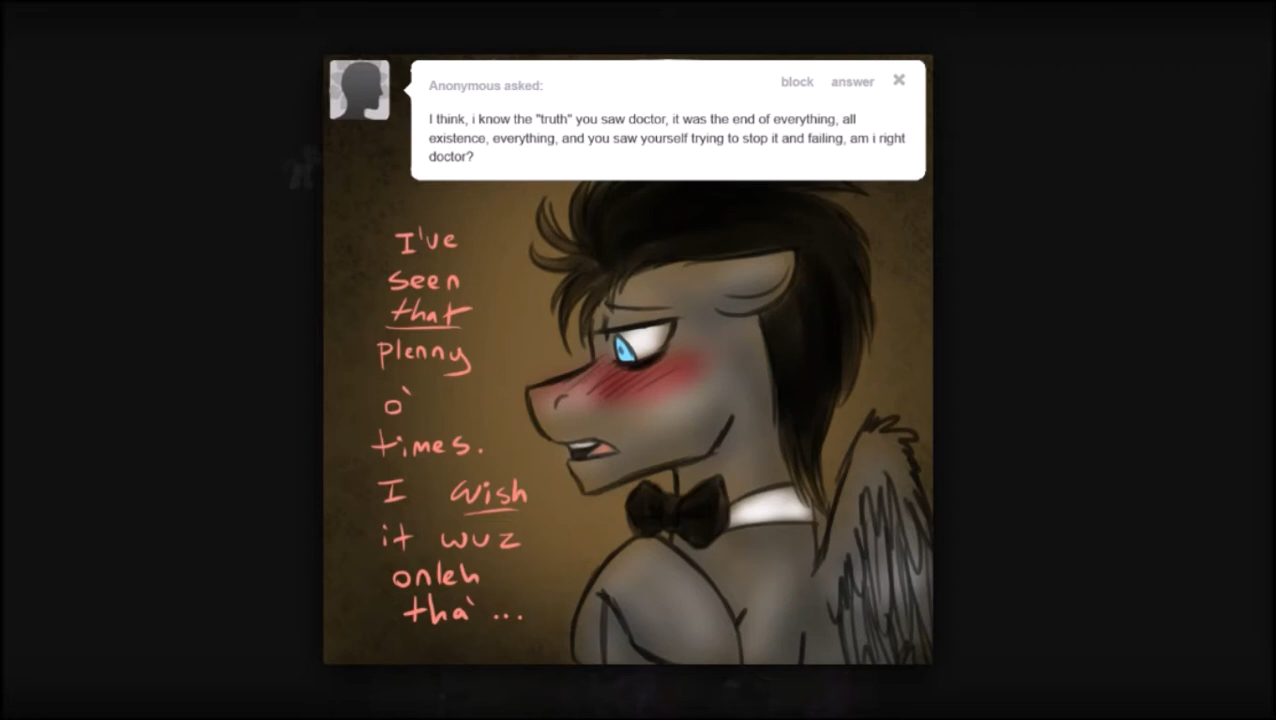 Anonymous asked:
block answer ×
I think, i know the "truth" you saw doctor, it was the end of everything, all
existence, everything, and you saw yourself trying to stop it and failing, am i right
doctor?
I've
seen
that
plenny
o'
times.
I wish
it wuz
onleh
tha' ...